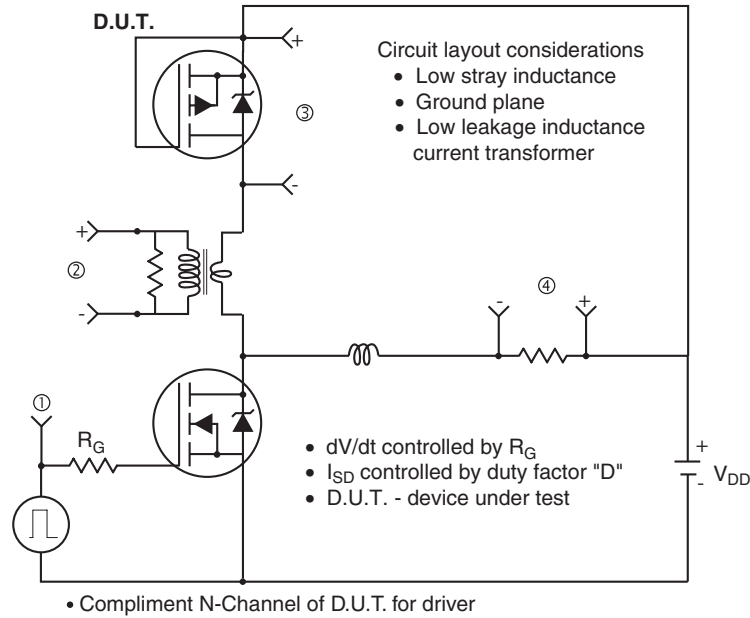 D.U.T.
+
Circuit layout considerations
• Low stray inductance
• Ground plane
• Low leakage inductance
current transformer
③
-
+
②
-
④
- +
①
R_G
• dV/dt controlled by R_G
• I_SD controlled by duty factor "D"
• D.U.T. - device under test
+
V_DD
-
• Compliment N-Channel of D.U.T. for driver